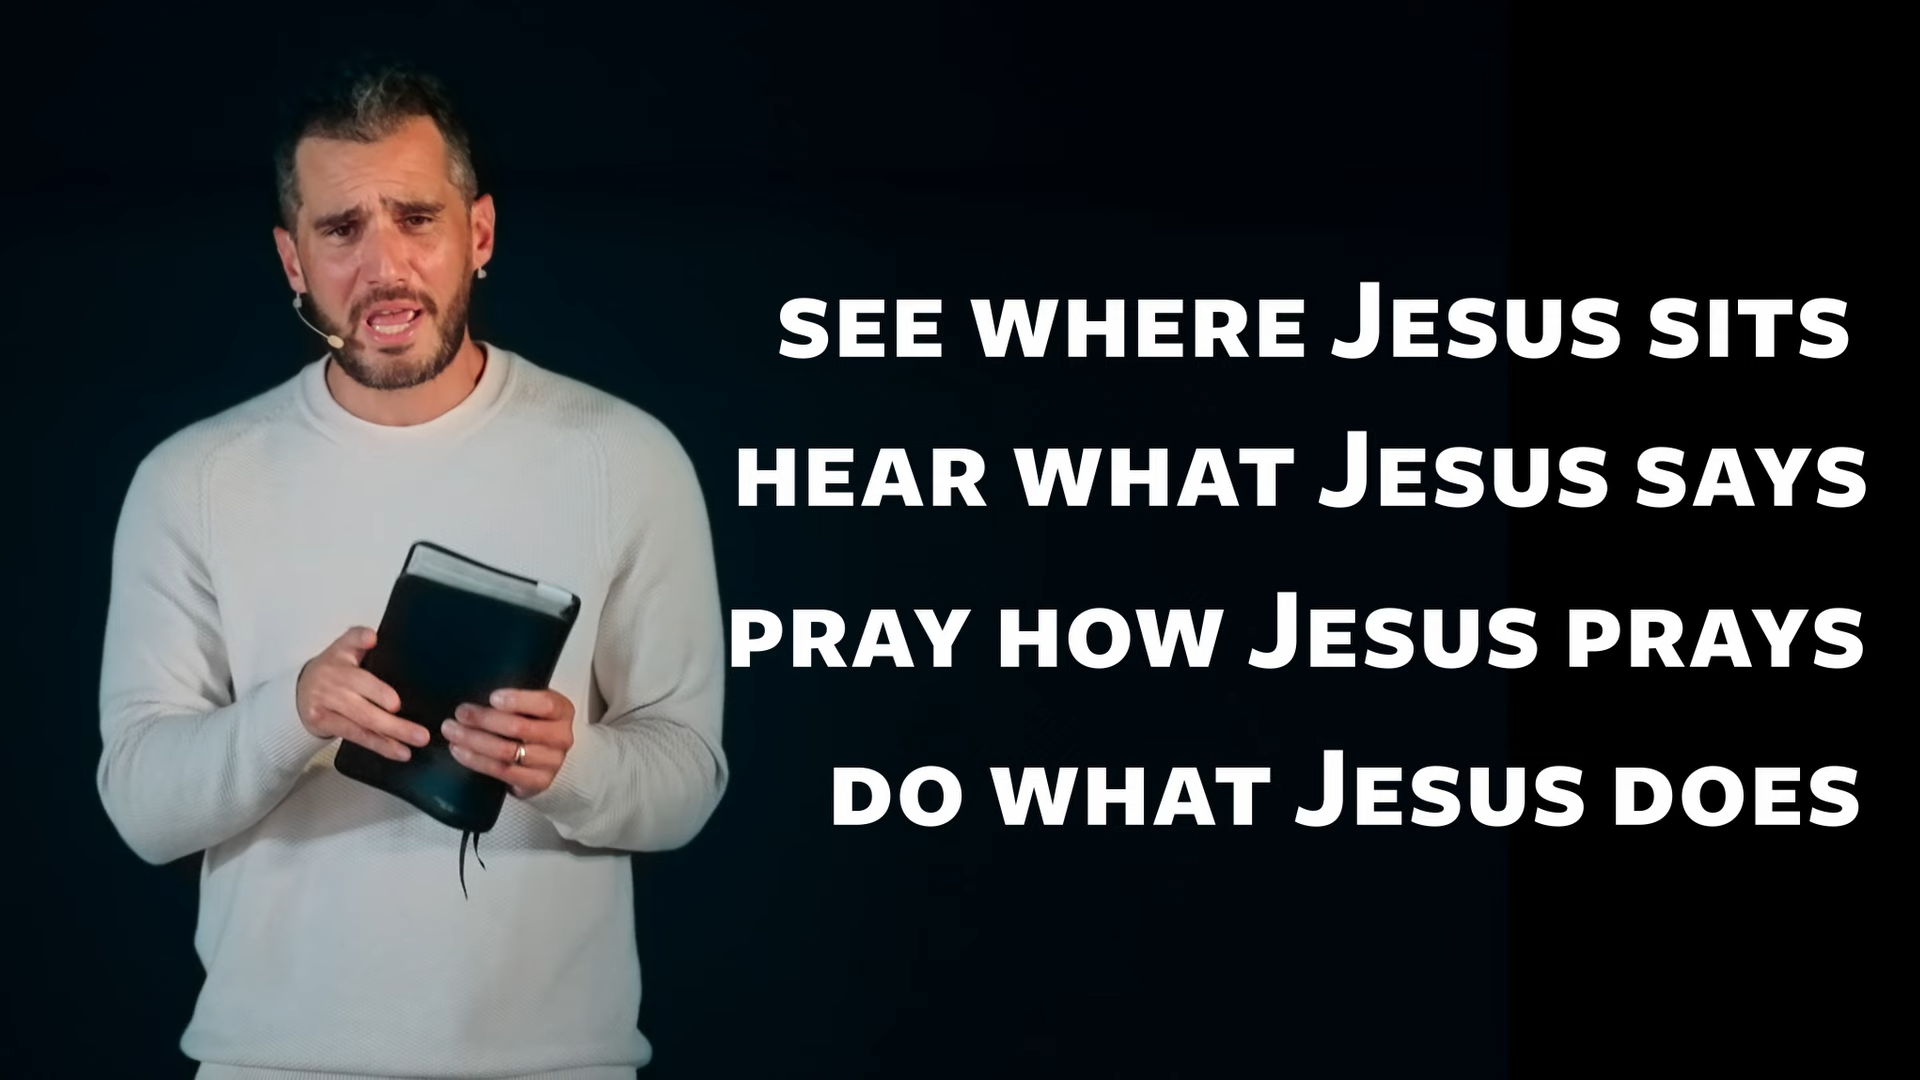 see where Jesus sits
hear what Jesus says
pray how Jesus prays
do what Jesus does